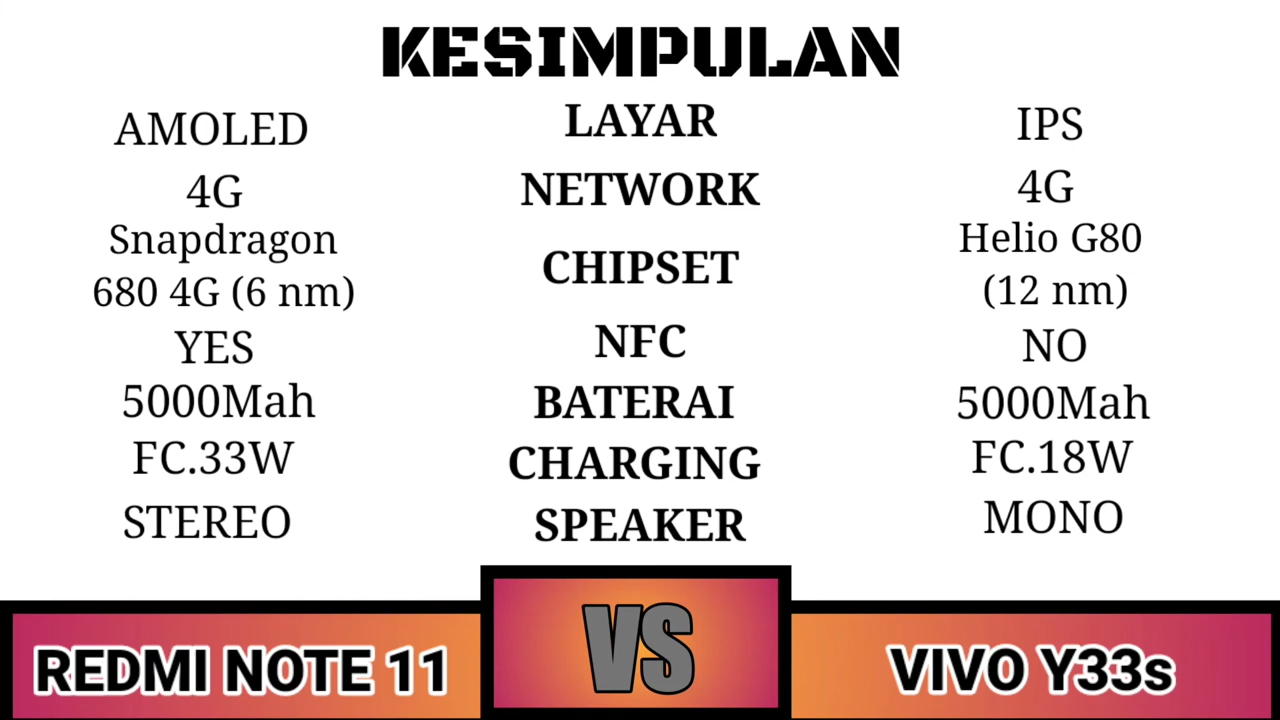 KESIMPULAN
AMOLED LAYAR IPS
4G NETWORK 4G
Snapdragon
680 4G (6 nm) CHIPSET Helio G80
(12 nm)
YES NFC NO
5000Mah BATERAI 5000Mah
FC.33W CHARGING FC.18W
STEREO SPEAKER MONO
REDMI NOTE 11 VS VIVO Y33s